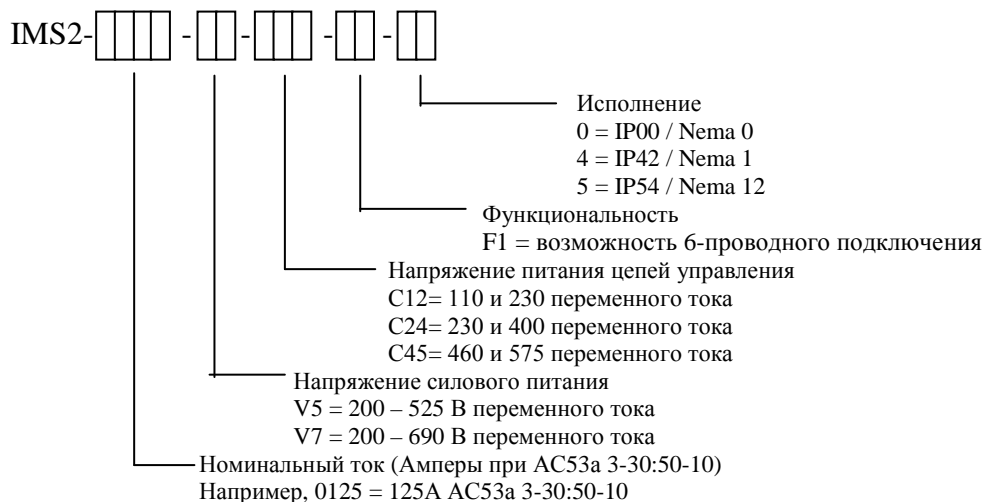 IMS2- - - - -
Исполнение
0 = IP00 / Nema 0
4 = IP42 / Nema 1
5 = IP54 / Nema 12
Функциональность
F1 = возможность 6-проводного подключения
Напряжение питания цепей управления
C12= 110 и 230 переменного тока
C24= 230 и 400 переменного тока
C45= 460 и 575 переменного тока
Напряжение силового питания
V5 = 200 – 525 В переменного тока
V7 = 200 – 690 В переменного тока
Номинальный ток (Амперы при AC53a 3-30:50-10)
Например, 0125 = 125A AC53a 3-30:50-10